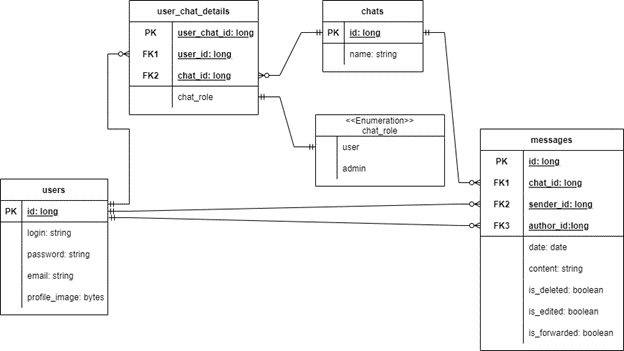 user_chat_details
PK user_chat_id: long
FK1 user_id: long
FK2 chat_id: long
chat_role
chats
PK id: long
name: string
<<Enumeration>>
chat_role
user
admin
messages
PK id: long
FK1 chat_id: long
FK2 sender_id: long
FK3 author_id:long
date: date
content: string
is_deleted: boolean
is_edited: boolean
is_forwarded: boolean
users
PK id: long
login: string
password: string
email: string
profile_image: bytes